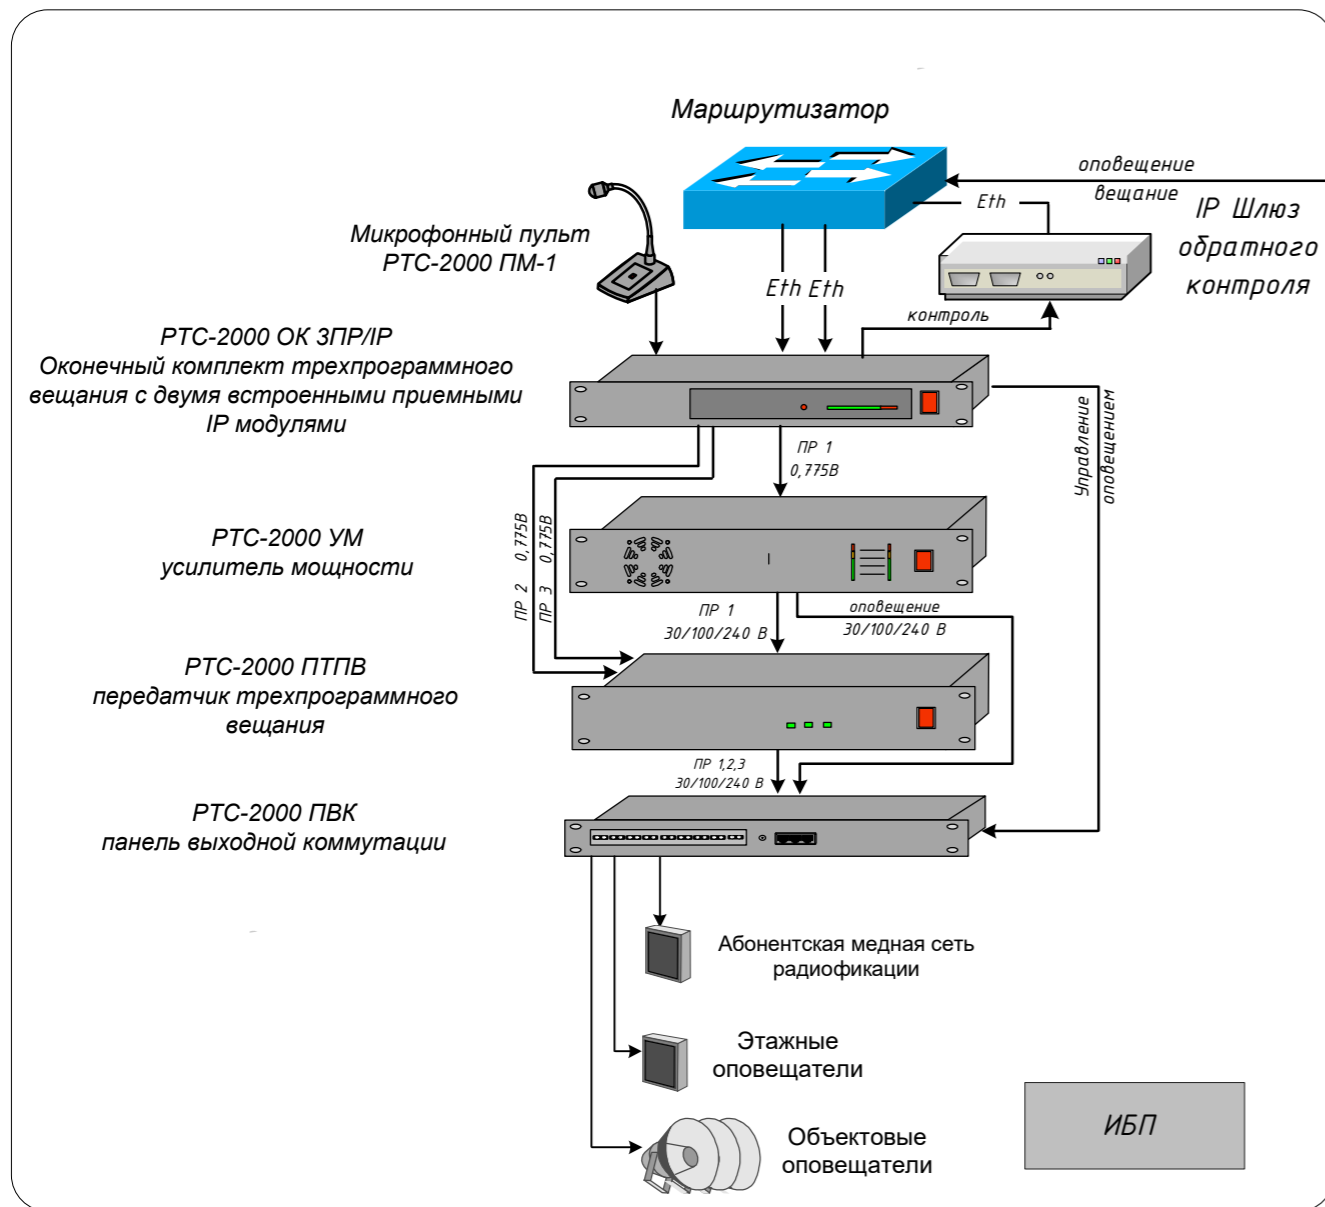 Маршрутизатор
оповещение
вещание
Eth
IP Шлюз
обратного
контроля
Микрофонный пульт
РТС-2000 ПМ-1
Eth Eth
контроль
РТС-2000 ОК 3ПР/IP
Оконечный комплект трехпрограммного
вещания с двумя встроенными приемными
IP модулями
Управление
оповещением
ПР 1
0,775В
ПР 2 0,775В
ПР 3 0,775В
РТС-2000 УМ
усилитель мощности
ПР 1
30/100/240 В
оповещение
30/100/240 В
РТС-2000 ПТПВ
передатчик трехпрограммного
вещания
ПР 1,2,3
30/100/240 В
РТС-2000 ПВК
панель выходной коммутации
Абонентская медная сеть
радиофикации
Этажные
оповещатели
Объектовые
оповещатели
ИБП